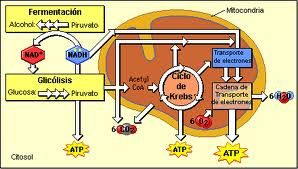 Fermentación
Alcohol: Piruvato
NAD+
NADH
Glicólisis
Glucosa: Piruvato
Acetyl
CoA
Ciclo
de
Krebs
Mitocondria
Transporte
de electrones
Cadena de
Transporte
de electrones
6 CO2
6 O2
6 H2O
ATP
ATP
ATP
Citosol